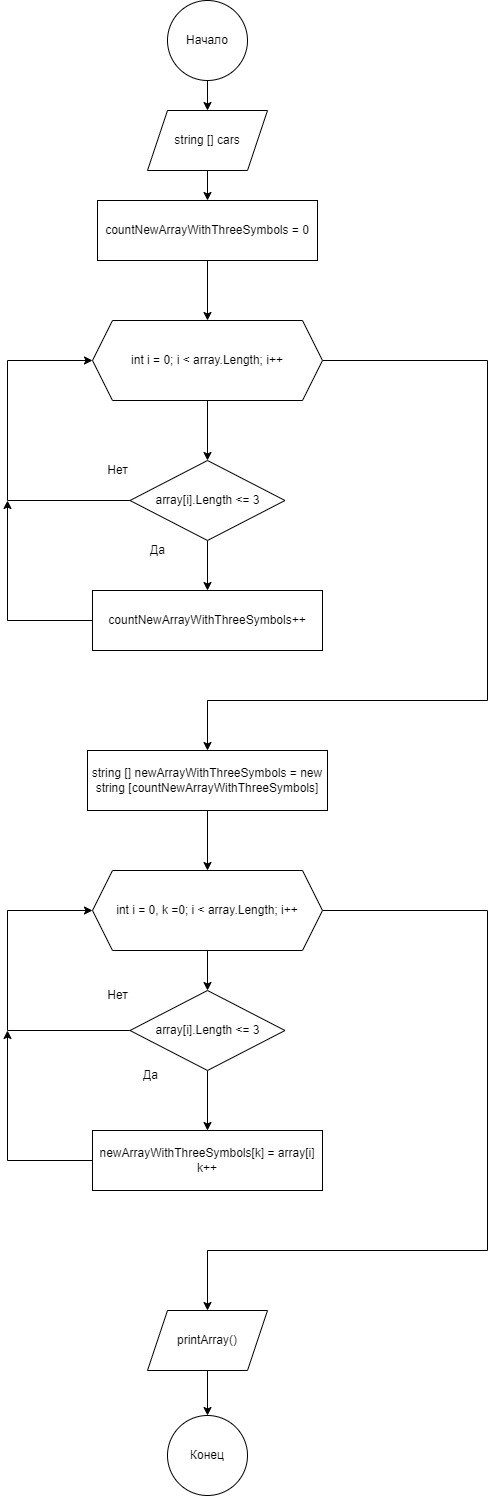 Начало
string [] cars
countNewArrayWithThreeSymbols = 0
int i = 0; i < array.Length; i++
Нет
array[i].Length <= 3
Да
countNewArrayWithThreeSymbols++
string [] newArrayWithThreeSymbols = new
string [countNewArrayWithThreeSymbols]
int i = 0, k =0; i < array.Length; i++
Нет
array[i].Length <= 3
Да
newArrayWithThreeSymbols[k] = array[i]
k++
printArray()
Конец